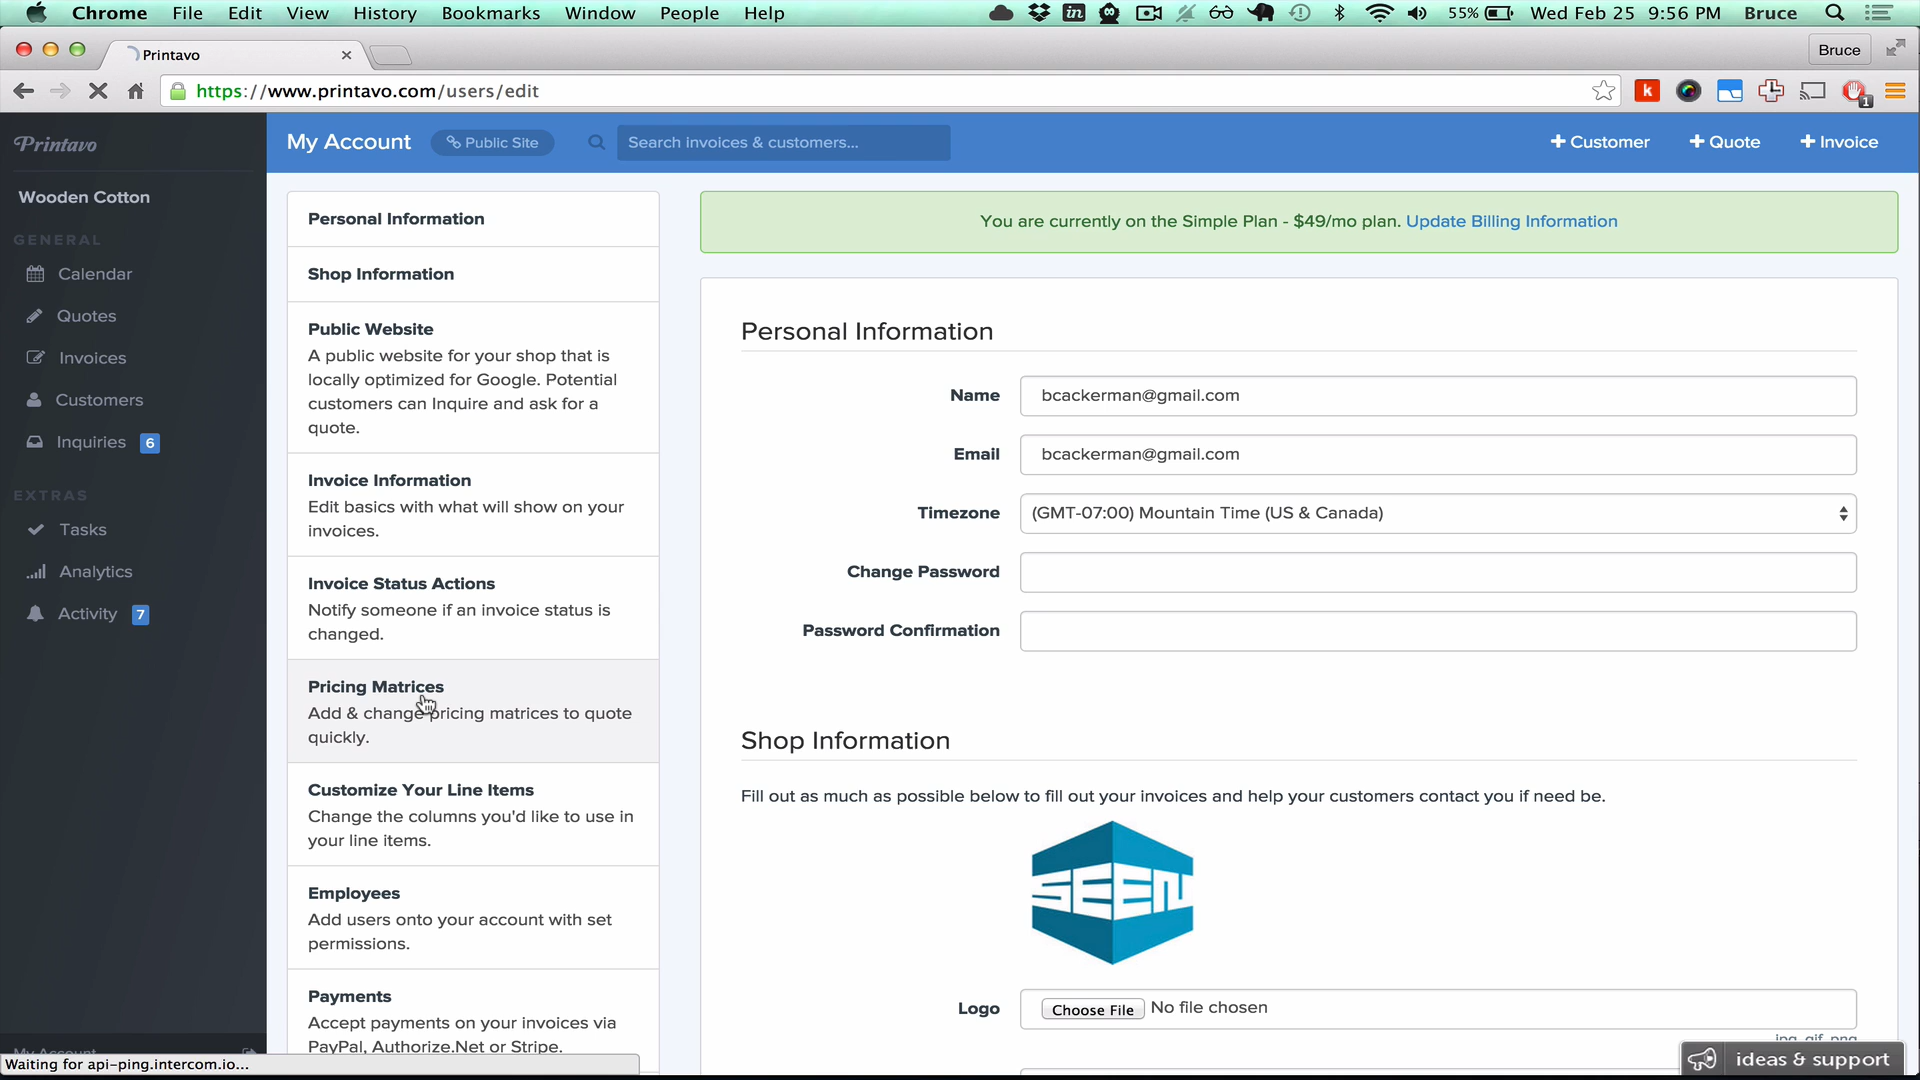 Chrome File Edit View History Bookmarks Window People Help 55% Wed Feb 25 9:56 PM Bruce
Printavo
Bruce
https://www.printavo.com/users/edit
k
1
Printavo
My Account Public Site Search invoices & customers... Customer Quote Invoice
Wooden Cotton
GENERAL
Calendar
Quotes
Invoices
Customers
Inquiries 6
EXTRAS
Tasks
Analytics
Activity 7
My Account
Personal Information
Shop Information
Public Website
A public website for your shop that is
locally optimized for Google. Potential
customers can Inquire and ask for a
quote.
Invoice Information
Edit basics with what will show on your
invoices.
Invoice Status Actions
Notify someone if an invoice status is
changed.
Pricing Matrices
Add & change pricing matrices to quote
quickly.
Customize Your Line Items
Change the columns you'd like to use in
your line items.
Employees
Add users onto your account with set
permissions.
Payments
Accept payments on your invoices via
PayPal, Authorize.Net or Stripe.
You are currently on the Simple Plan - $49/mo plan. Update Billing Information
Personal Information
Name bcackerman@gmail.com
Email bcackerman@gmail.com
Timezone (GMT-07:00) Mountain Time (US & Canada)
Change Password
Password Confirmation
Shop Information
Fill out as much as possible below to fill out your invoices and help your customers contact you if need be.
SEEN
Logo Choose File No file chosen
jpg, gif, png
Waiting for api-ping.intercom.io...
ideas & support